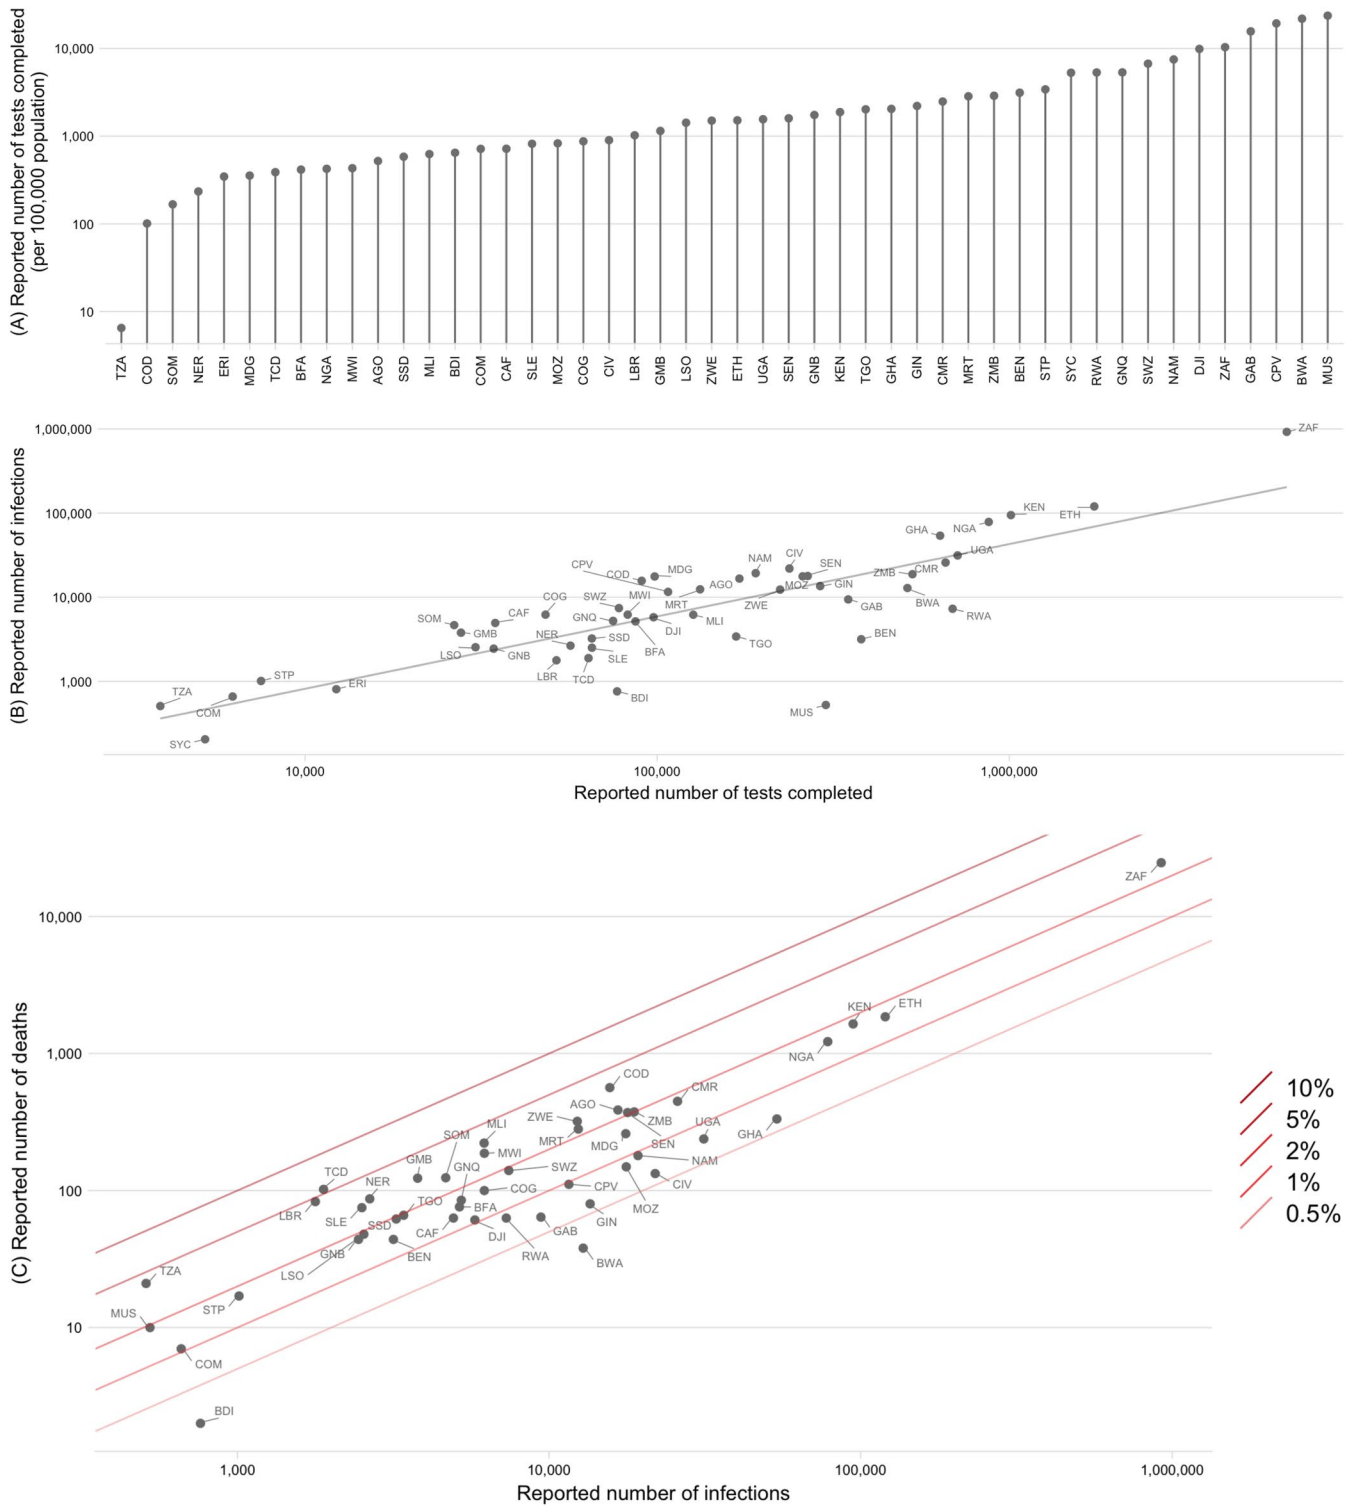 (A) Reported number of tests completed
(per 100,000 population)
10,000
1,000
100
10
TZA COD SOM NER ERI MDG TCD BFA NGA MWI AGO SSD MLI BDI COM CAF SLE MOZ COG CIV LBR GMB LSO ZWE ETH UGA SEN GNB KEN TGO GHA GIN CMR MRT ZMB BEN STP SYC RWA GNQ SWZ NAM DJI ZAF GAB CPV BWA MUS
(B) Reported number of infections
1,000,000
100,000
10,000
1,000
ZAF
KEN
ETH
GHA
NGA
UGA
CIV
NAM
SEN
CPV
COD
MDG
AGO
MOZ
ZMB
CMR
GIN
COG
SWZ
MWI
MRT
ZWE
GAB
BWA
RWA
SOM
CAF
GNQ
MLI
GMB
NER
SSD
DJI
BEN
LSO
GNB
SLE
BFA
TGO
LBR
TCD
STP
ERI
TZA
COM
BDI
MUS
SYC
10,000
100,000
1,000,000
Reported number of tests completed
(C) Reported number of deaths
10,000
1,000
100
10
ZAF
KEN
ETH
NGA
COD
CMR
AGO
ZWE
ZMB
UGA
GHA
MLI
SOM
MRT
MDG
SEN
MWI
GMB
GNQ
SWZ
NAM
TCD
NER
COG
CPV
CIV
LBR
SLE
TGO
BFA
MOZ
SSD
CAF
GIN
GNB
BEN
DJI
GAB
RWA
BWA
LSO
TZA
STP
MUS
COM
BDI
1,000
10,000
100,000
1,000,000
Reported number of infections
10%
5%
2%
1%
0.5%